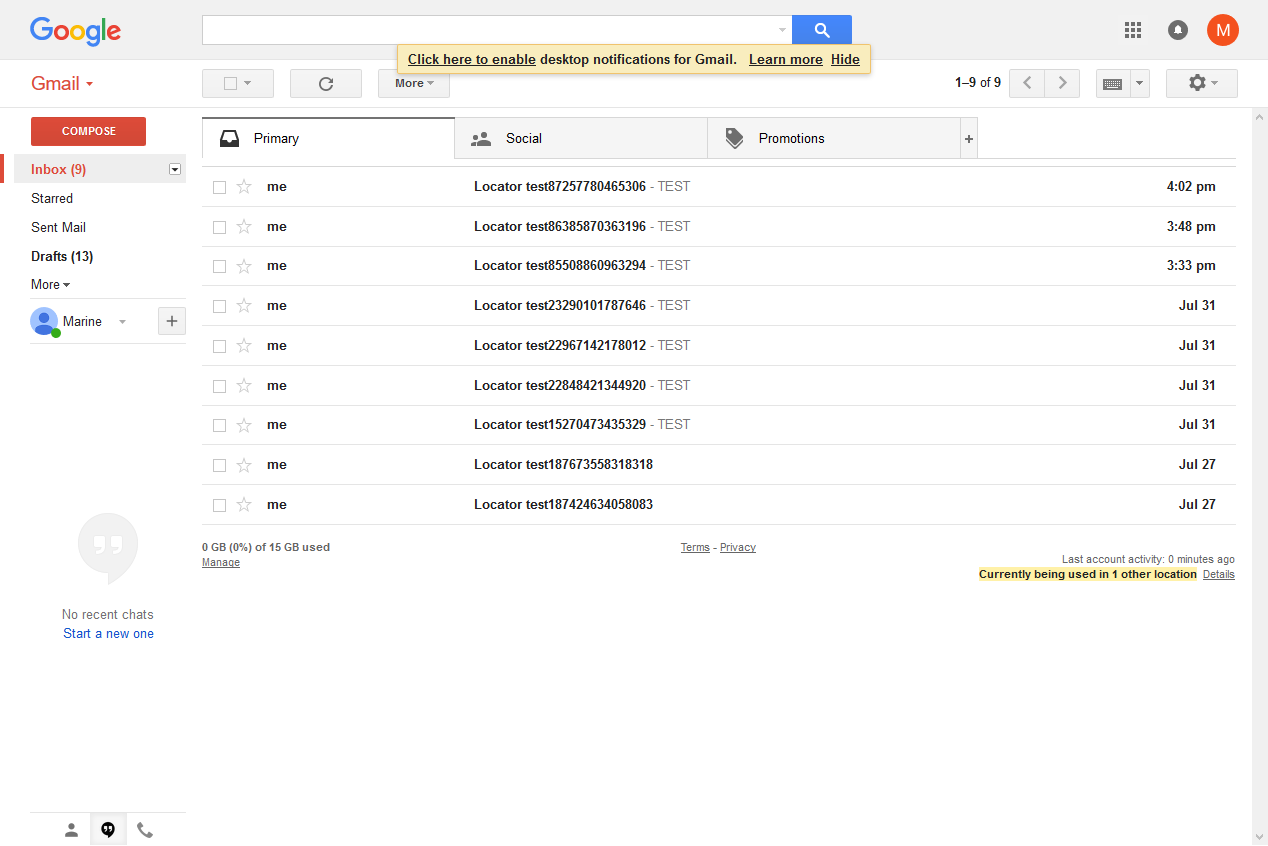 Google
M
Click here to enable desktop notifications for Gmail. Learn more Hide
Gmail
More
1–9 of 9
COMPOSE
Primary
Social
Promotions
+
Inbox (9)
Starred
Sent Mail
Drafts (13)
More
Marine
me Locator test87257780465306 - TEST 4:02 pm
me Locator test86385870363196 - TEST 3:48 pm
me Locator test85508860963294 - TEST 3:33 pm
me Locator test23290101787646 - TEST Jul 31
me Locator test22967142178012 - TEST Jul 31
me Locator test22848421344920 - TEST Jul 31
me Locator test15270473435329 - TEST Jul 31
me Locator test187673558318318 Jul 27
me Locator test187424634058083 Jul 27
0 GB (0%) of 15 GB used
Manage
Terms - Privacy
Last account activity: 0 minutes ago
Currently being used in 1 other location Details
No recent chats
Start a new one